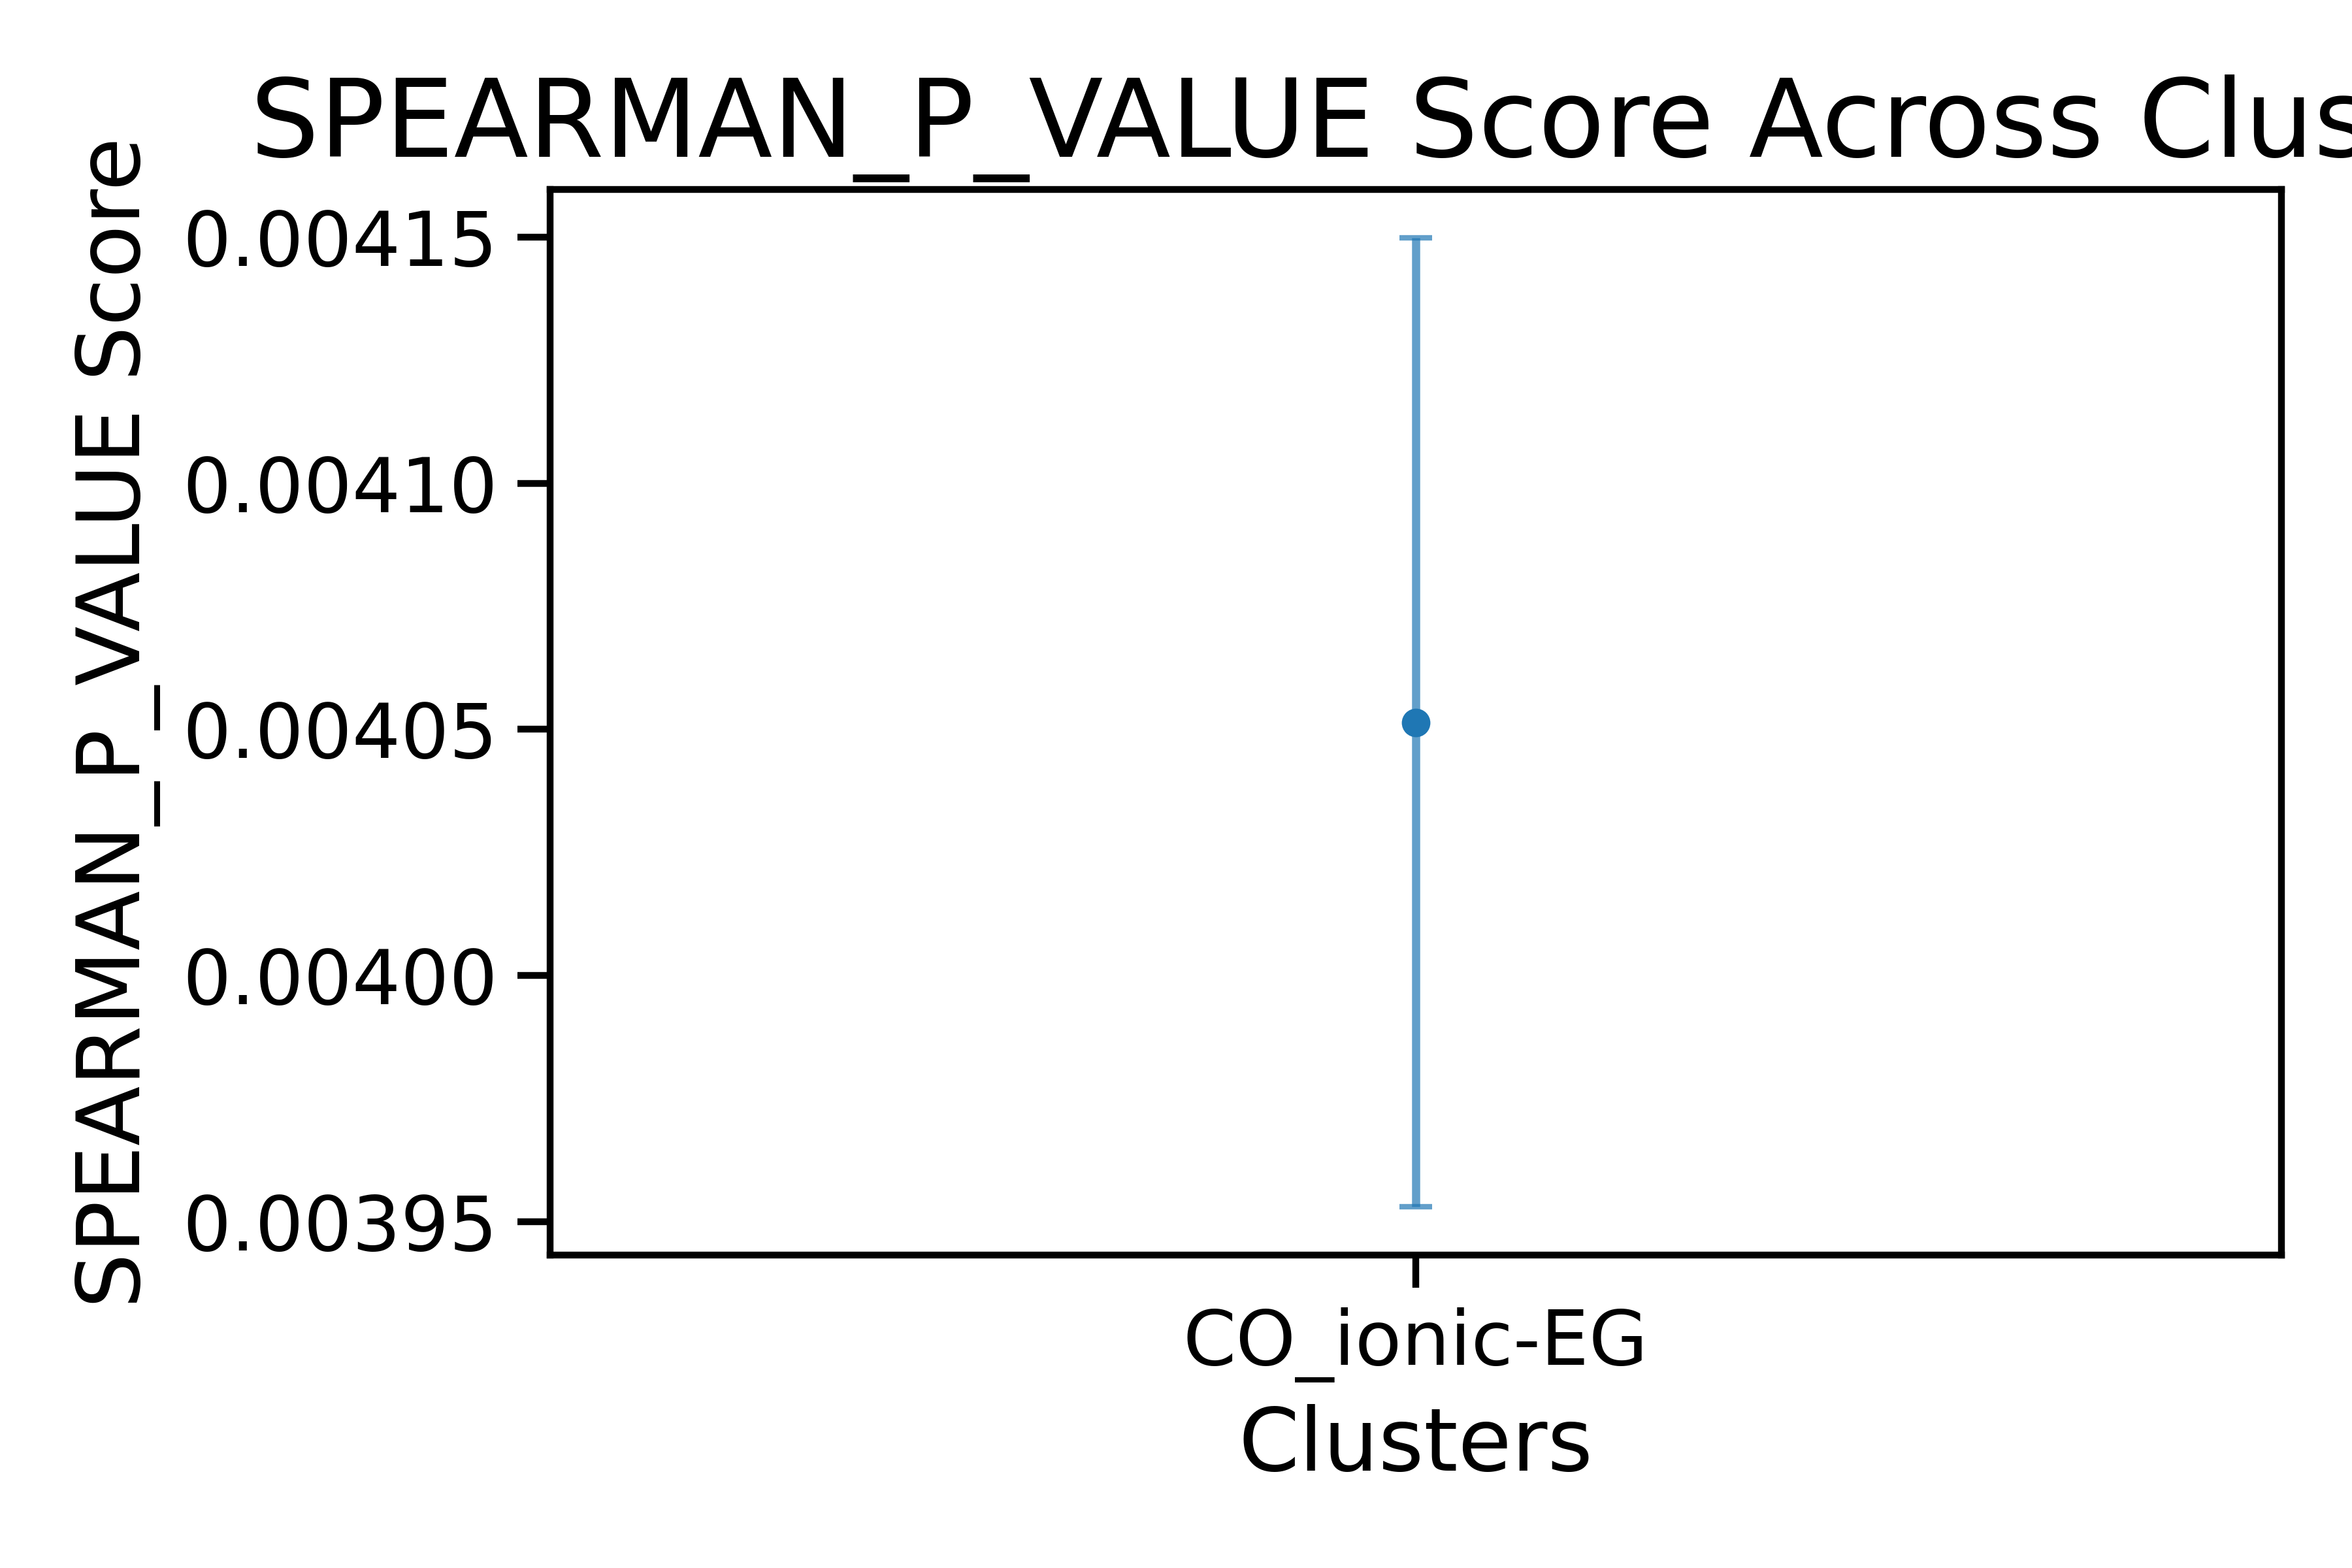 SPEARMAN_P_VALUE Score Across Clus
SPEARMAN_P_VALUE Score
0.00415
0.00410
0.00405
0.00400
0.00395
CO_ionic-EG
Clusters